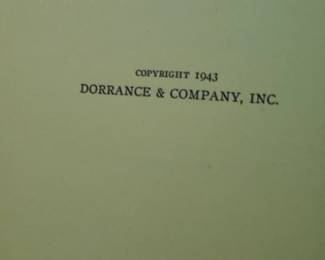 COPYRIGHT 1943
DORRANCE & COMPANY, INC.